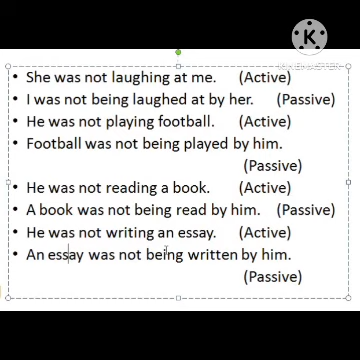 K
KINEMASTER
• She was not laughing at me. (Active)
• I was not being laughed at by her. (Passive)
• He was not playing football. (Active)
• Football was not being played by him.
(Passive)
• He was not reading a book. (Active)
• A book was not being read by him. (Passive)
• He was not writing an essay. (Active)
• An essay was not being written by him.
(Passive)